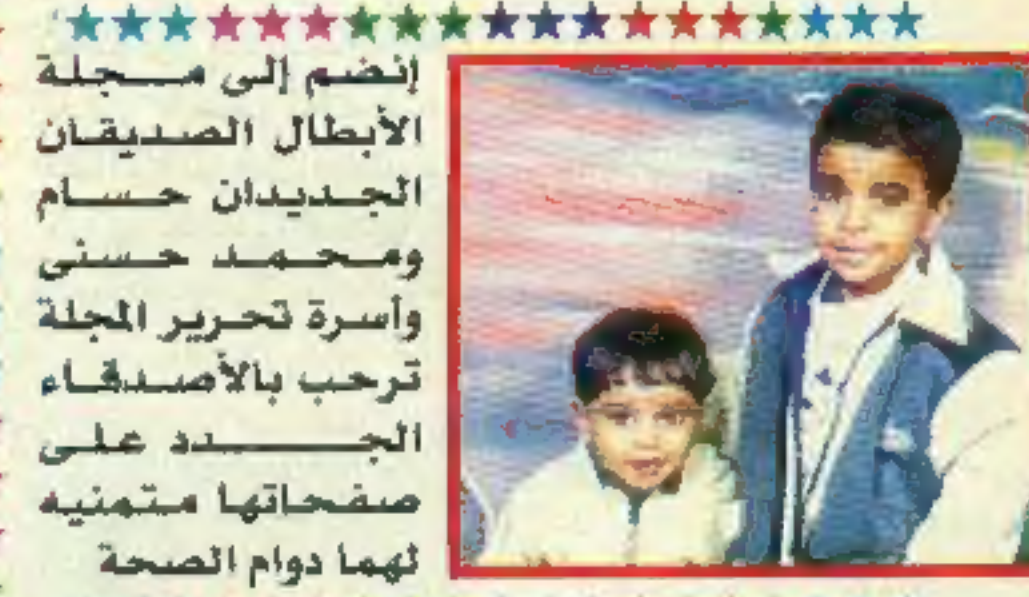 إنضم إلى مجلة
الأبطال الصديقان
الجديدان حسام
ومحمد حسنى
وأسرة تحرير المجلة
ترحب بالأصدقاء
الجدد على
صفحاتها متمنيه
لهما دوام الصحة